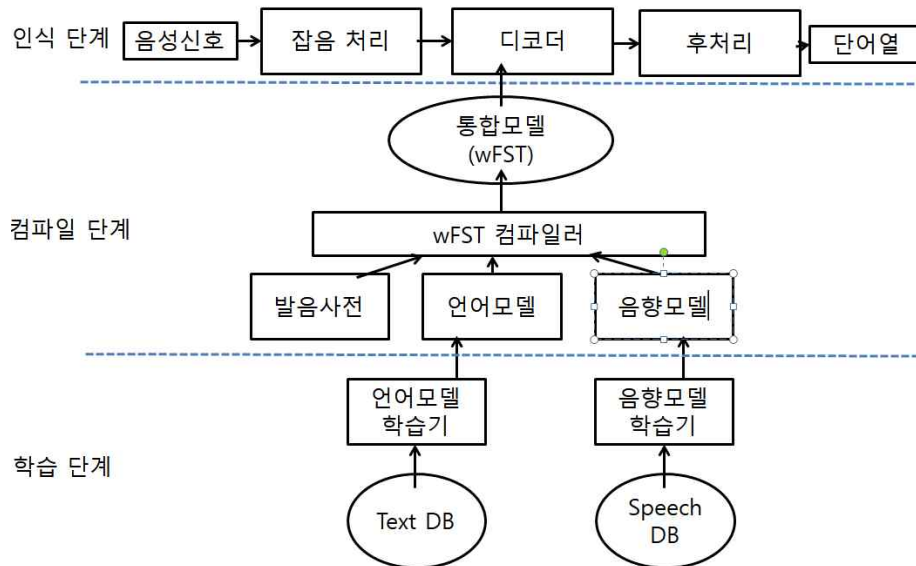 인식 단계
음성신호
잡음 처리
디코더
후처리
단어열
통합모델
(wFST)
컴파일 단계
wFST 컴파일러
발음사전
언어모델
음향모델
언어모델
학습기
음향모델
학습기
학습 단계
Text DB
Speech
DB